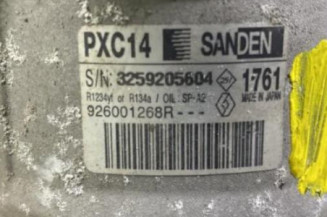 PXC14 SANDEN
S/N: 3259205604 1761
R1234yf or R134a / OIL: SP-A2 MADE IN JAPAN
926001268R---